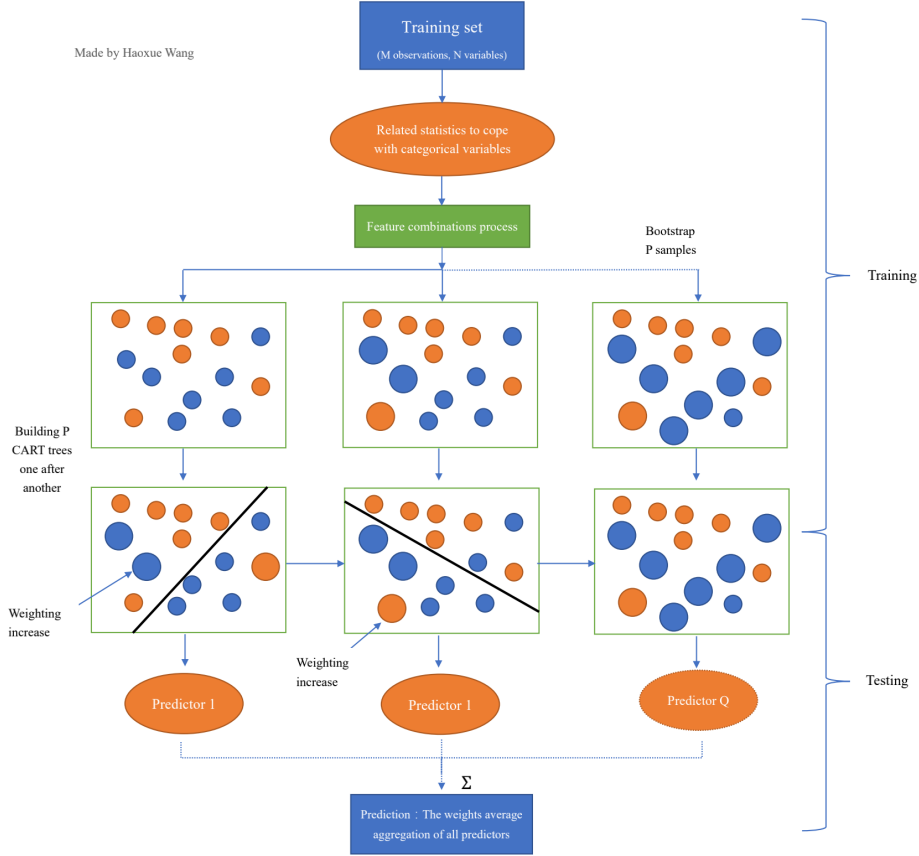 Training set
(M observations, N variables)
Made by Haoxue Wang
Related statistics to cope
with categorical variables
Feature combinations process
Bootstrap
P samples
Training
Building P
CART trees
one after
another
Weighting
increase
Weighting
increase
Testing
Predictor 1
Predictor 1
Predictor Q
Σ
Prediction：The weights average
aggregation of all predictors